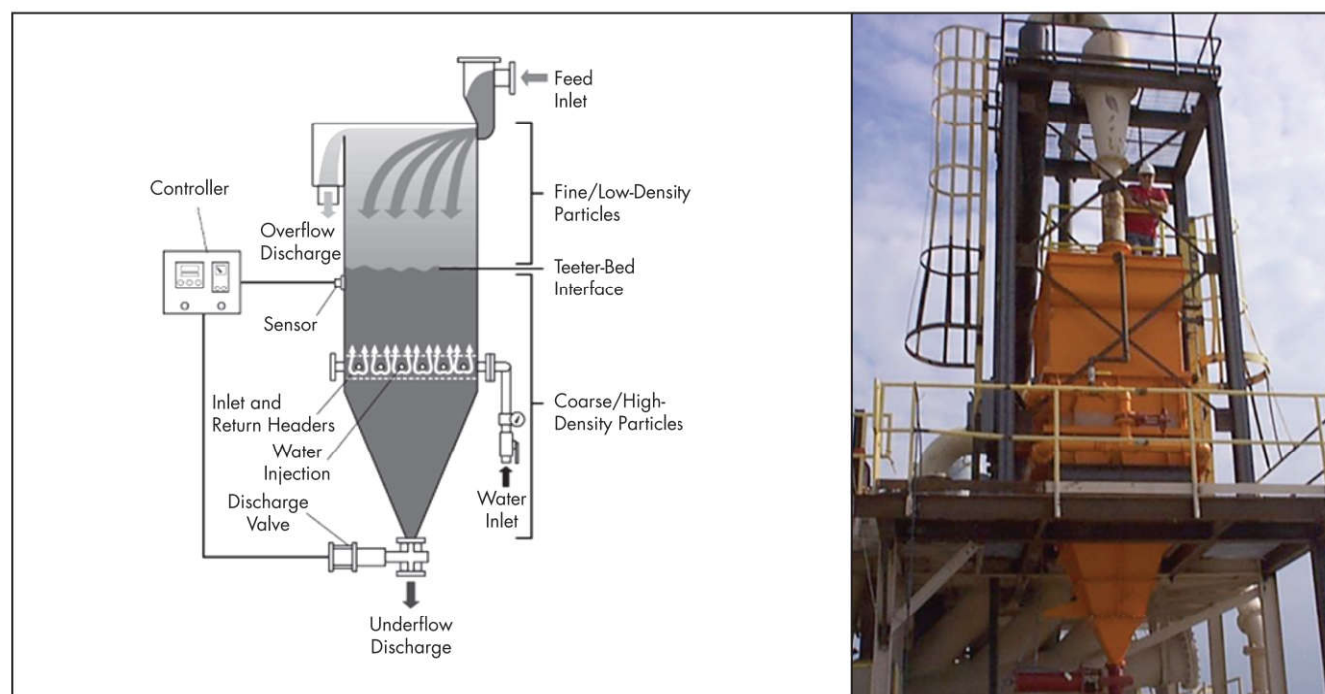 Feed
Inlet
Controller
Fine/Low-Density
Particles
Overflow
Discharge
Teeter-Bed
Interface
Sensor
Inlet and
Return Headers
Coarse/High-
Density Particles
Water
Injection
Discharge
Valve
Water
Inlet
Underflow
Discharge